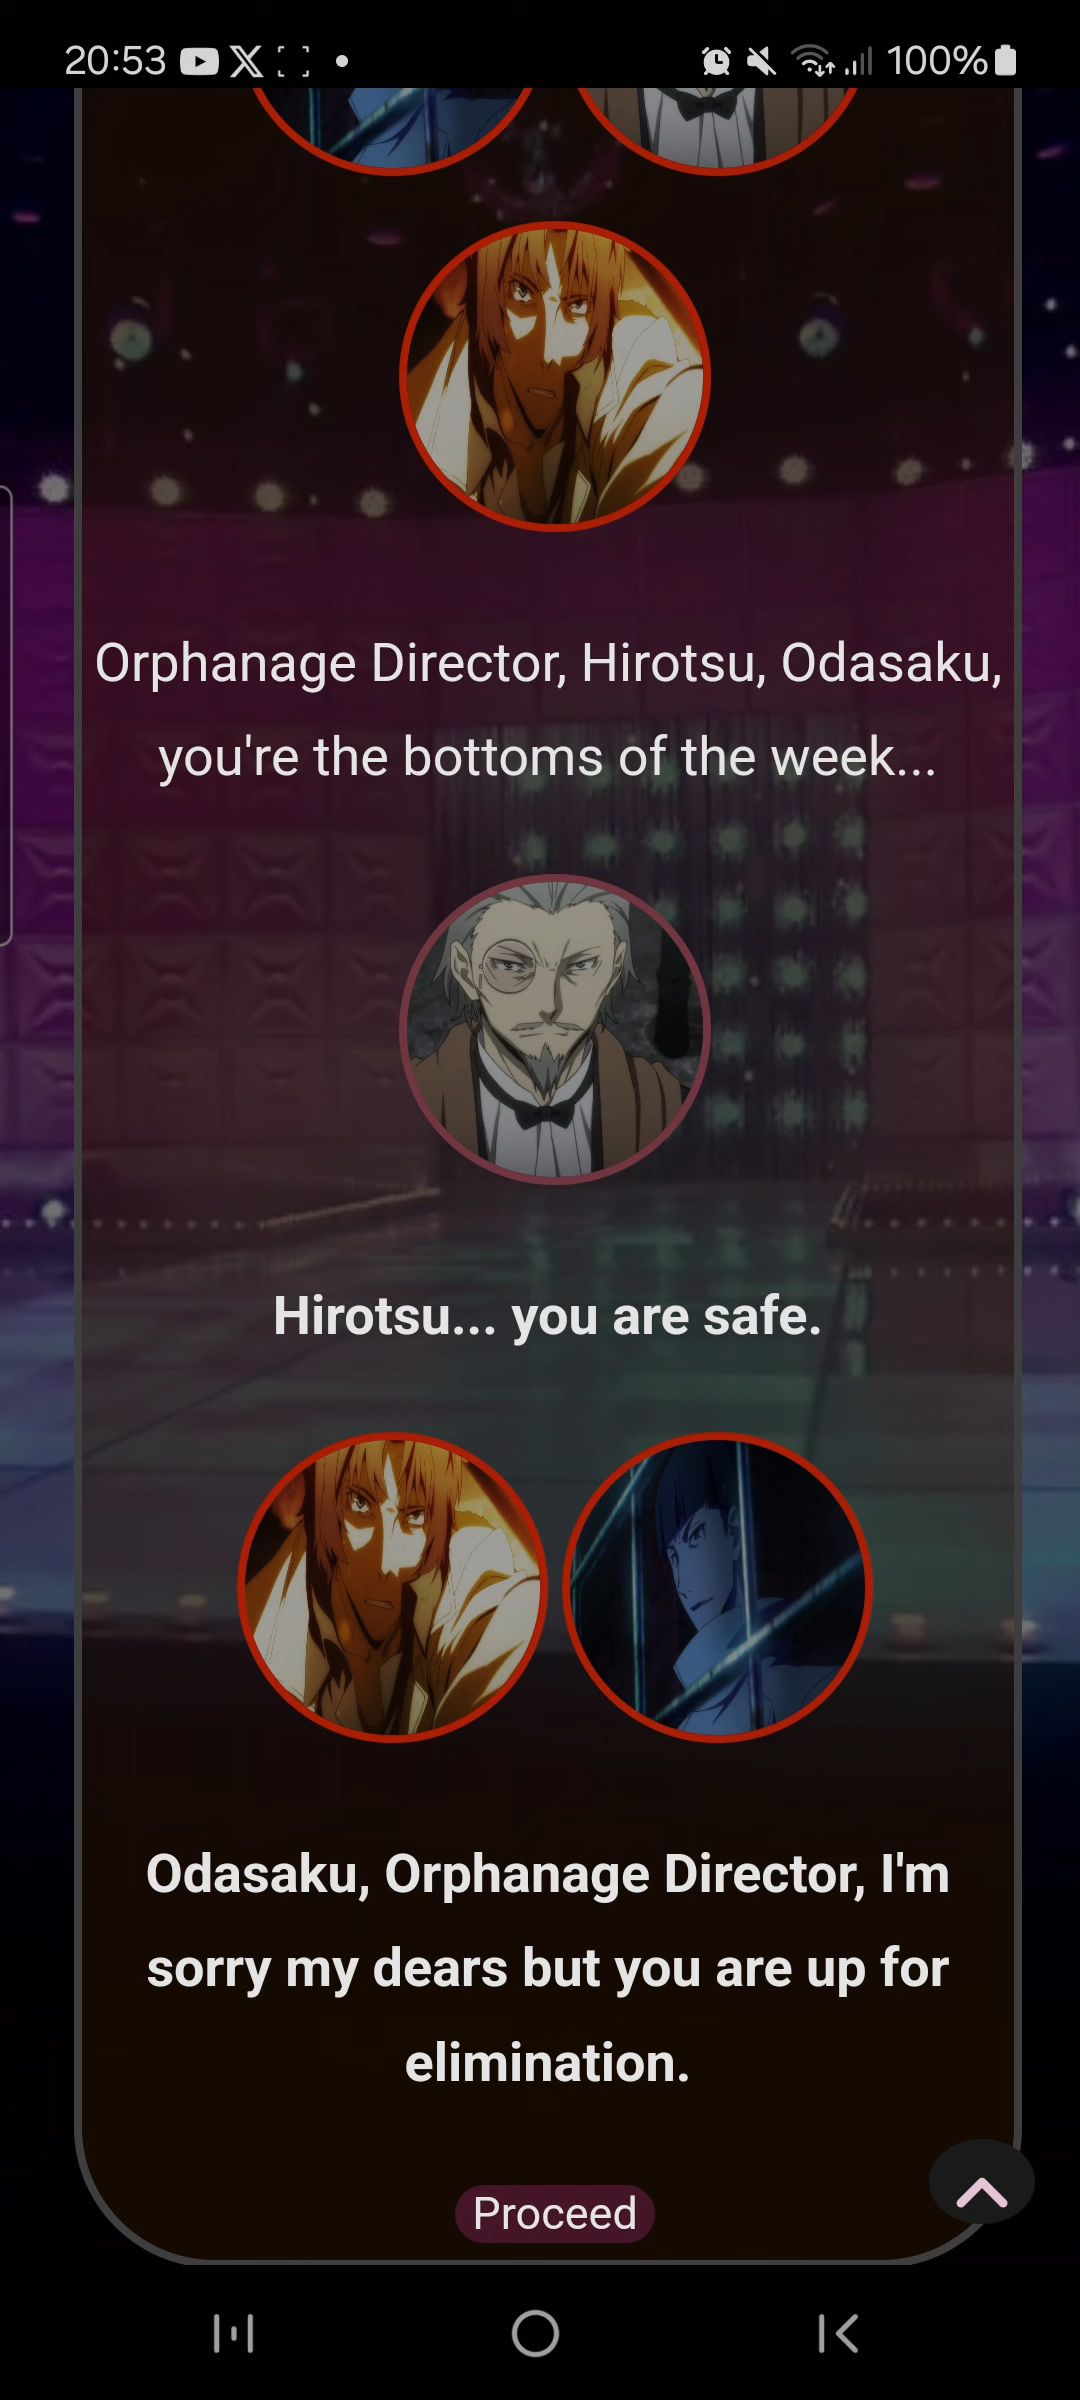 20:53 100%
Orphanage Director, Hirotsu, Odasaku,
you're the bottoms of the week...
Hirotsu... you are safe.
Odasaku, Orphanage Director, I'm
sorry my dears but you are up for
elimination.
Proceed